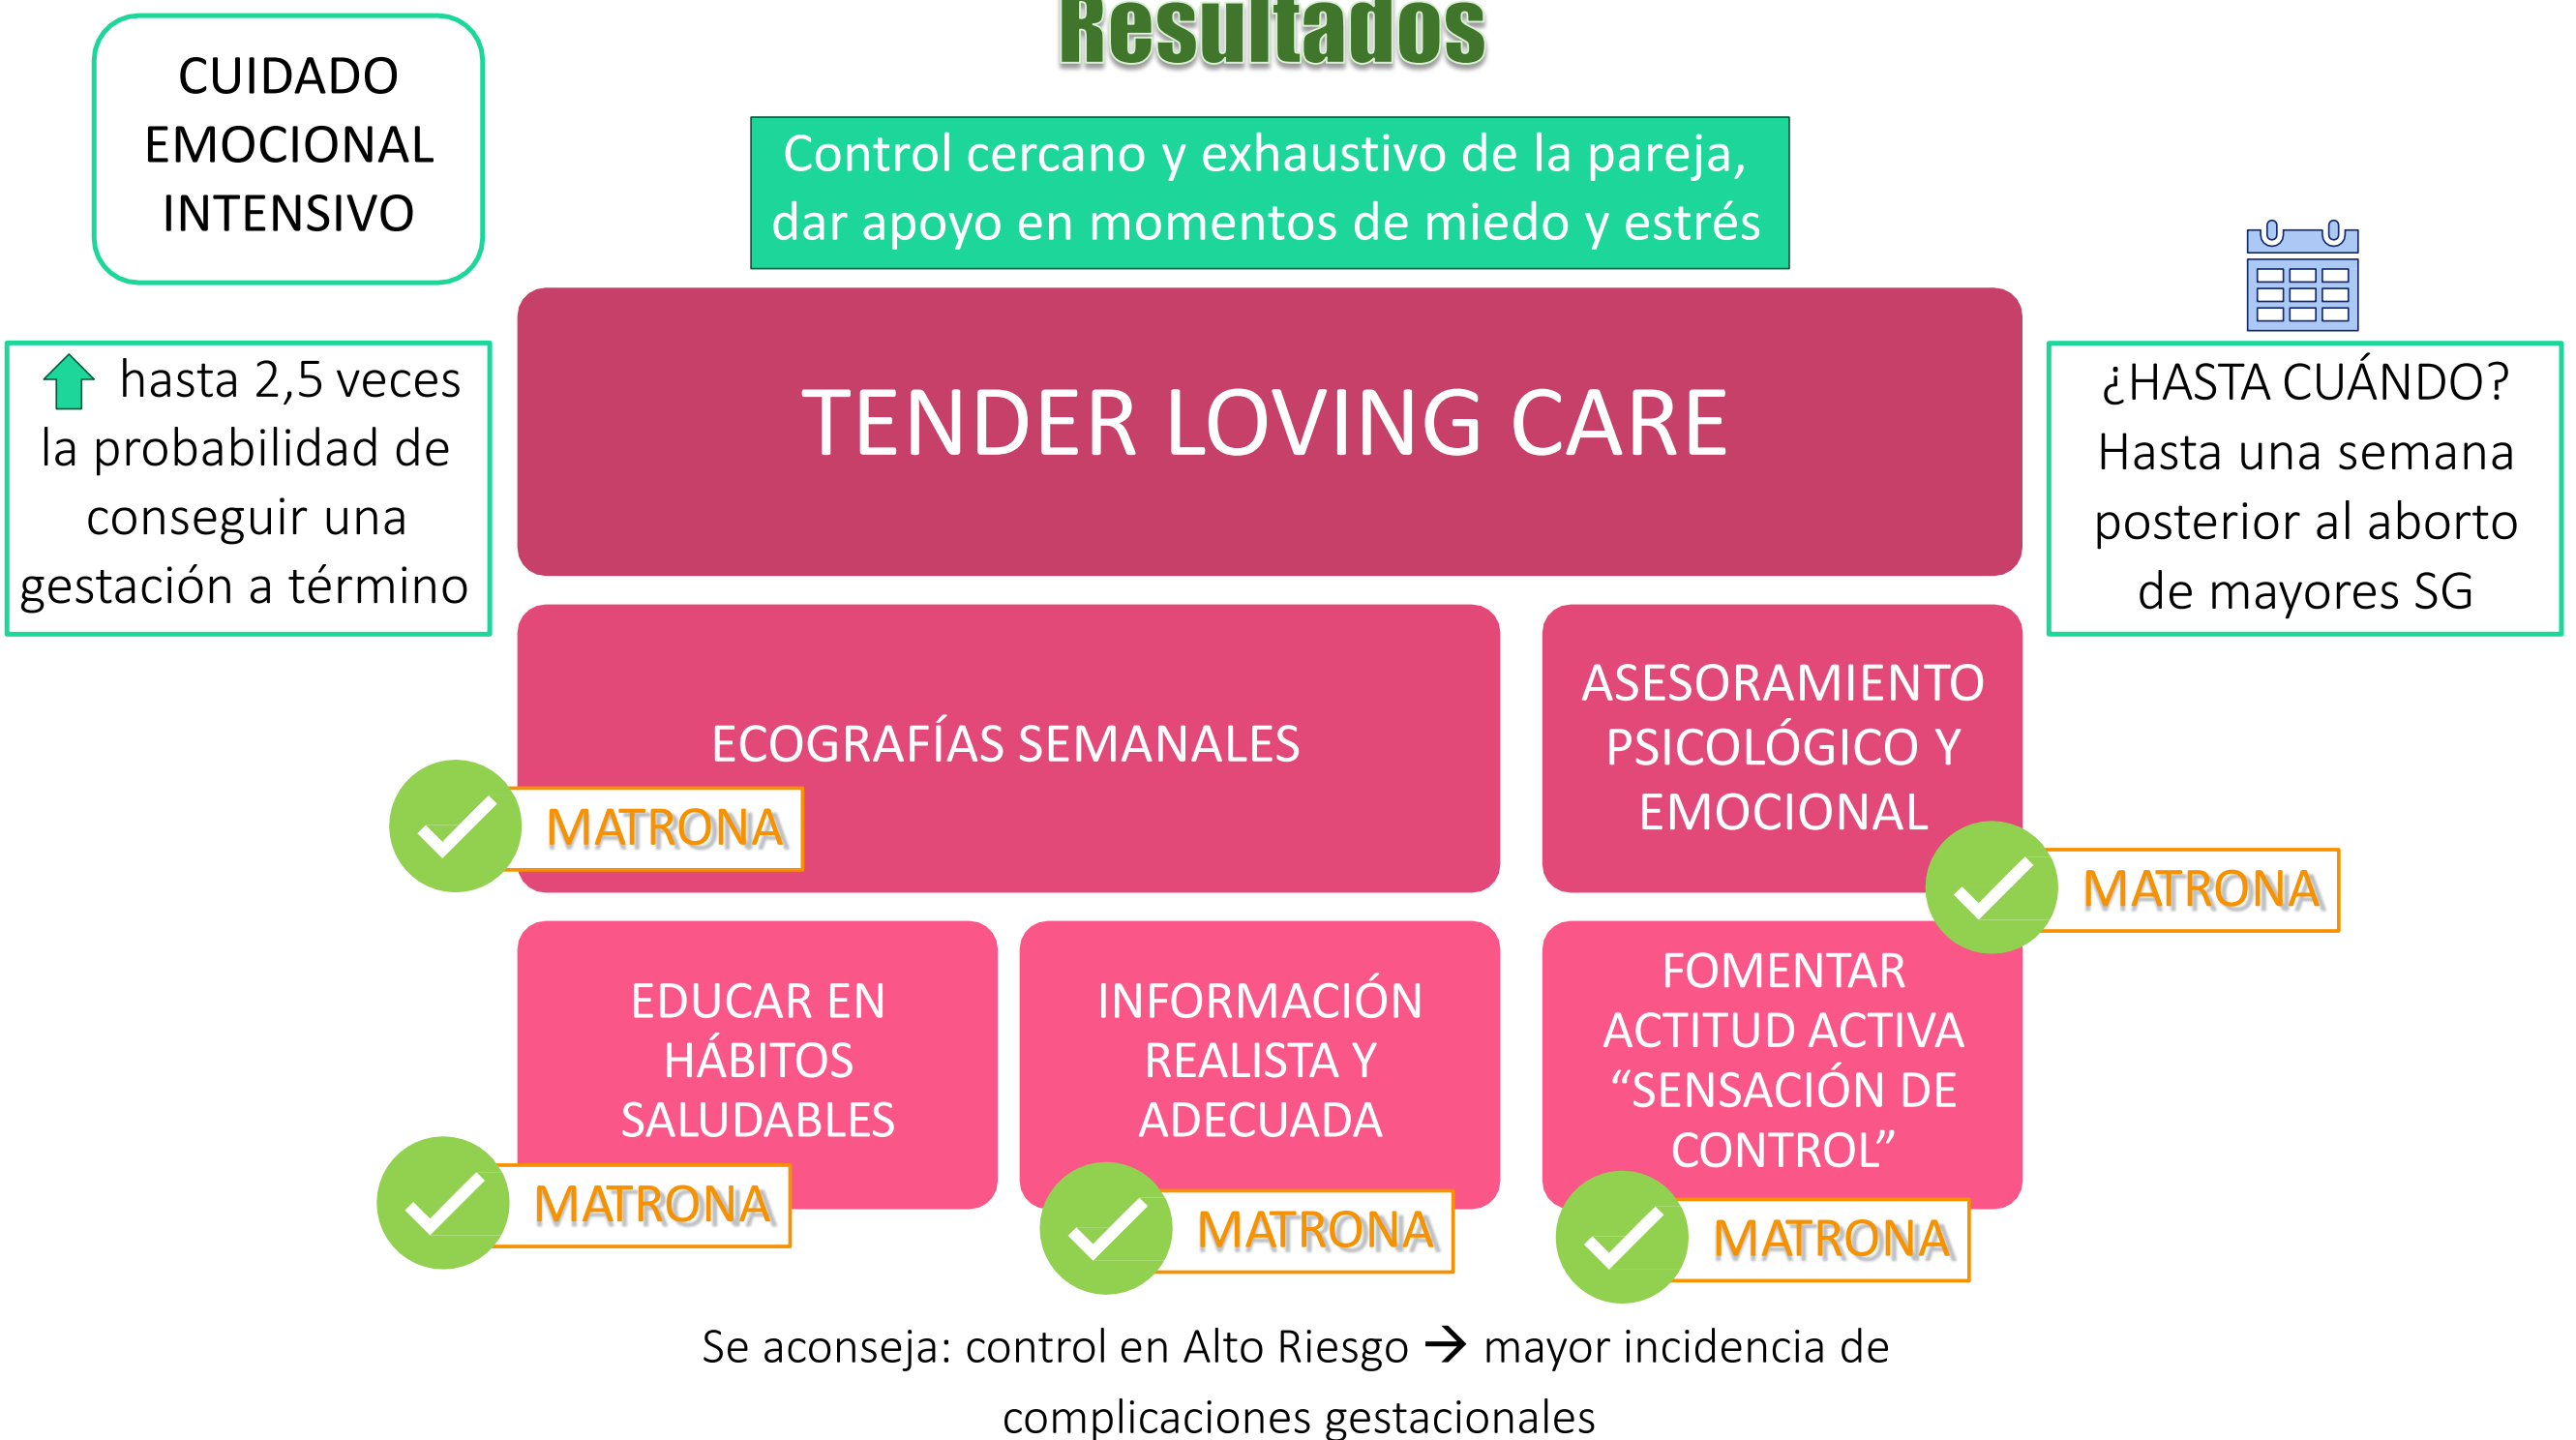 Resultados
CUIDADO
EMOCIONAL
INTENSIVO
Control cercano y exhaustivo de la pareja,
dar apoyo en momentos de miedo y estrés
hasta 2,5 veces
la probabilidad de
conseguir una
gestación a término
TENDER LOVING CARE
¿HASTA CUÁNDO?
Hasta una semana
posterior al aborto
de mayores SG
ECOGRAFÍAS SEMANALES
MATRONA
ASESORAMIENTO
PSICOLÓGICO Y
EMOCIONAL
MATRONA
EDUCAR EN
HÁBITOS
SALUDABLES
MATRONA
INFORMACIÓN
REALISTA Y
ADECUADA
MATRONA
FOMENTAR
ACTITUD ACTIVA
“SENSACIÓN DE
CONTROL”
MATRONA
Se aconseja: control en Alto Riesgo → mayor incidencia de
complicaciones gestacionales